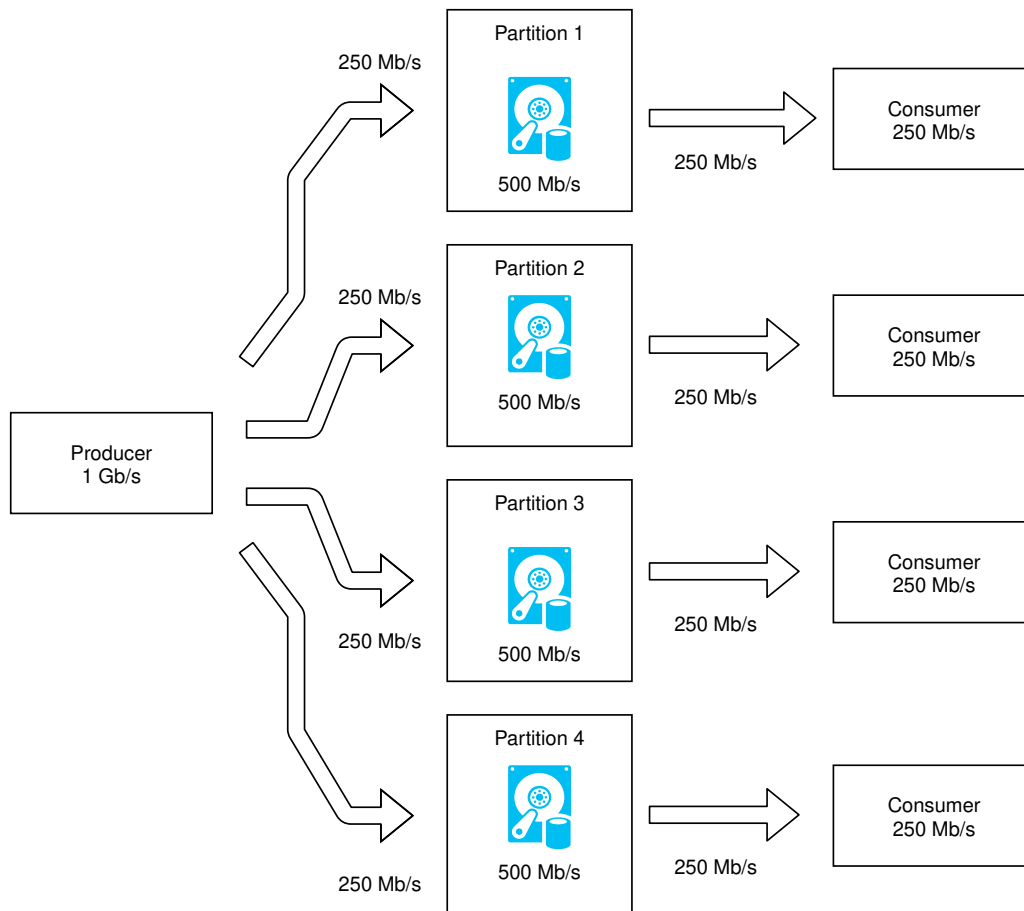 Partition 1
250 Mb/s
500 Mb/s
250 Mb/s
Consumer
250 Mb/s
Partition 2
250 Mb/s
500 Mb/s
250 Mb/s
Consumer
250 Mb/s
Producer
1 Gb/s
Partition 3
250 Mb/s
500 Mb/s
250 Mb/s
Consumer
250 Mb/s
Partition 4
250 Mb/s
500 Mb/s
250 Mb/s
Consumer
250 Mb/s